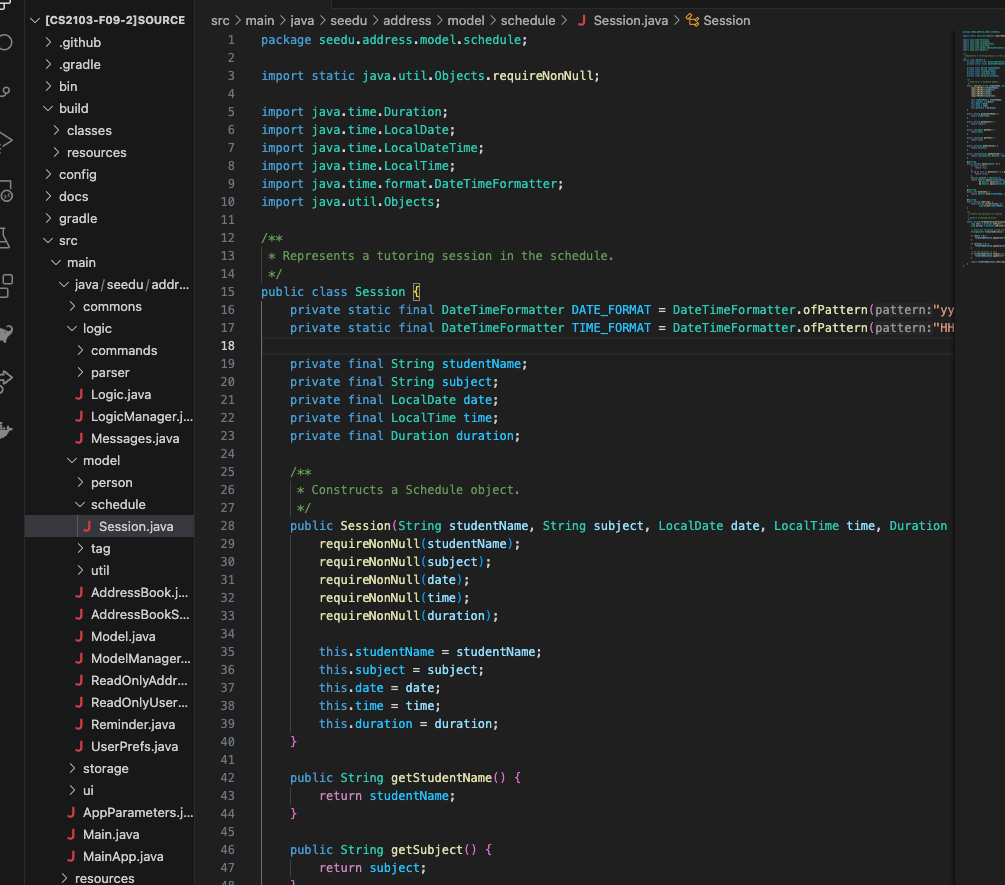 [CS2103-F09-2]SOURCE
.github
.gradle
bin
build
classes
resources
config
docs
gradle
src
main
java/seedu/addr...
commons
logic
commands
parser
Logic.java
LogicManager.j...
Messages.java
model
person
schedule
Session.java
tag
util
AddressBook.j...
AddressBookS...
Model.java
ModelManager...
ReadOnlyAddr...
ReadOnlyUser...
Reminder.java
UserPrefs.java
storage
ui
AppParameters.j...
Main.java
MainApp.java
resources
src > main > java > seedu > address > model > schedule > J Session.java > Session
1 package seedu.address.model.schedule;
2
3 import static java.util.Objects.requireNonNull;
4
5 import java.time.Duration;
6 import java.time.LocalDate;
7 import java.time.LocalDateTime;
8 import java.time.LocalTime;
9 import java.time.format.DateTimeFormatter;
10 import java.util.Objects;
11
12 /**
13 * Represents a tutoring session in the schedule.
14 */
15 public class Session {
16 private static final DateTimeFormatter DATE_FORMAT = DateTimeFormatter.ofPattern(pattern:"yy
17 private static final DateTimeFormatter TIME_FORMAT = DateTimeFormatter.ofPattern(pattern:"HH
18
19 private final String studentName;
20 private final String subject;
21 private final LocalDate date;
22 private final LocalTime time;
23 private final Duration duration;
24
25 /**
26 * Constructs a Schedule object.
27 */
28 public Session(String studentName, String subject, LocalDate date, LocalTime time, Duration
29 requireNonNull(studentName);
30 requireNonNull(subject);
31 requireNonNull(date);
32 requireNonNull(time);
33 requireNonNull(duration);
34
35 this.studentName = studentName;
36 this.subject = subject;
37 this.date = date;
38 this.time = time;
39 this.duration = duration;
40 }
41
42 public String getStudentName() {
43 return studentName;
44 }
45
46 public String getSubject() {
47 return subject;